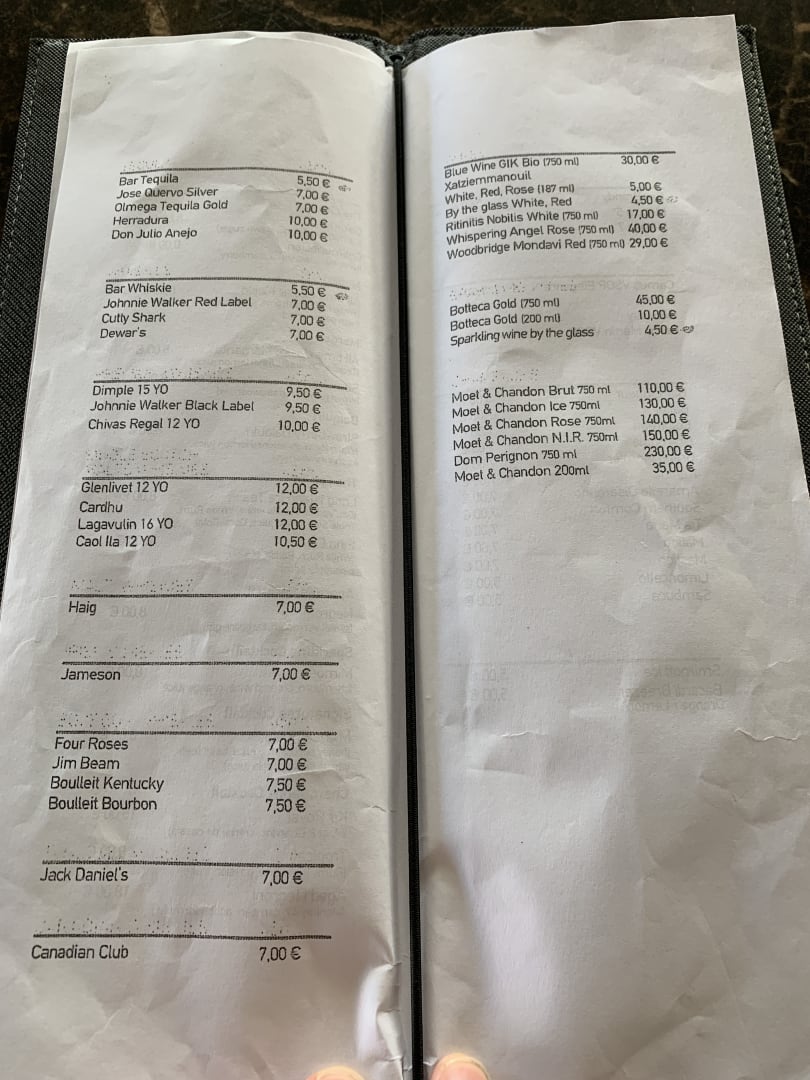 Bar Tequila 5,50 €
Jose Quervo Silver 7,00 €
Olmega Tequila Gold 7,00 €
Herradura 10,00 €
Don Julio Anejo 10,00 €
Bar Whiskie 5,50 €
Johnnie Walker Red Label 7,00 €
Cutty Shark 7,00 €
Dewar's 7,00 €
Dimple 15 YO 9,50 €
Johnnie Walker Black Label 9,50 €
Chivas Regal 12 YO 10,00 €
Glenlivet 12 YO 12,00 €
Cardhu 12,00 €
Lagavulin 16 YO 12,00 €
Caol Ila 12 YO 10,50 €
Haig 7,00 €
Jameson 7,00 €
Four Roses 7,00 €
Jim Beam 7,00 €
Boulleit Kentucky 7,50 €
Boulleit Bourbon 7,50 €
Jack Daniel's 7,00 €
Canadian Club 7,00 €
Blue Wine GIK Bio (750 ml) 30,00 €
Xatziemmanouil
White, Red, Rose (187 ml) 5,00 €
By the glass White, Red 4,50 €
Ritinitis Nobitis White (750 ml) 17,00 €
Whispering Angel Rose (750 ml) 40,00 €
Woodbridge Mondavi Red (750 ml) 29,00 €
Botteca Gold (750 ml) 45,00 €
Botteca Gold (200 ml) 10,00 €
Sparkling wine by the glass 4,50 €
Moet & Chandon Brut 750 ml 110,00 €
Moet & Chandon Ice 750ml 130,00 €
Moet & Chandon Rose 750ml 140,00 €
Moet & Chandon N.I.R. 750ml 150,00 €
Dom Perignon 750 ml 230,00 €
Moet & Chandon 200ml 35,00 €